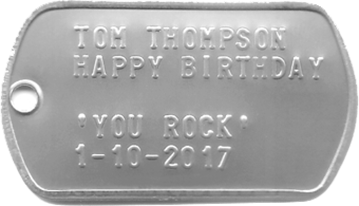 TOM THOMPSON
HAPPY BIRTHDAY
'YOU ROCK'
1-10-2017